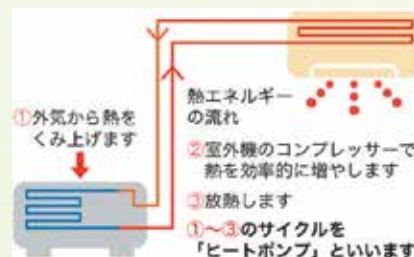 ①外気から熱を
くみ上げます
熱エネルギー
の流れ
②室外機のコンプレッサーで
熱を効率的に増やします
③放熱します
①〜③のサイクルを
「ヒートポンプ」といいます